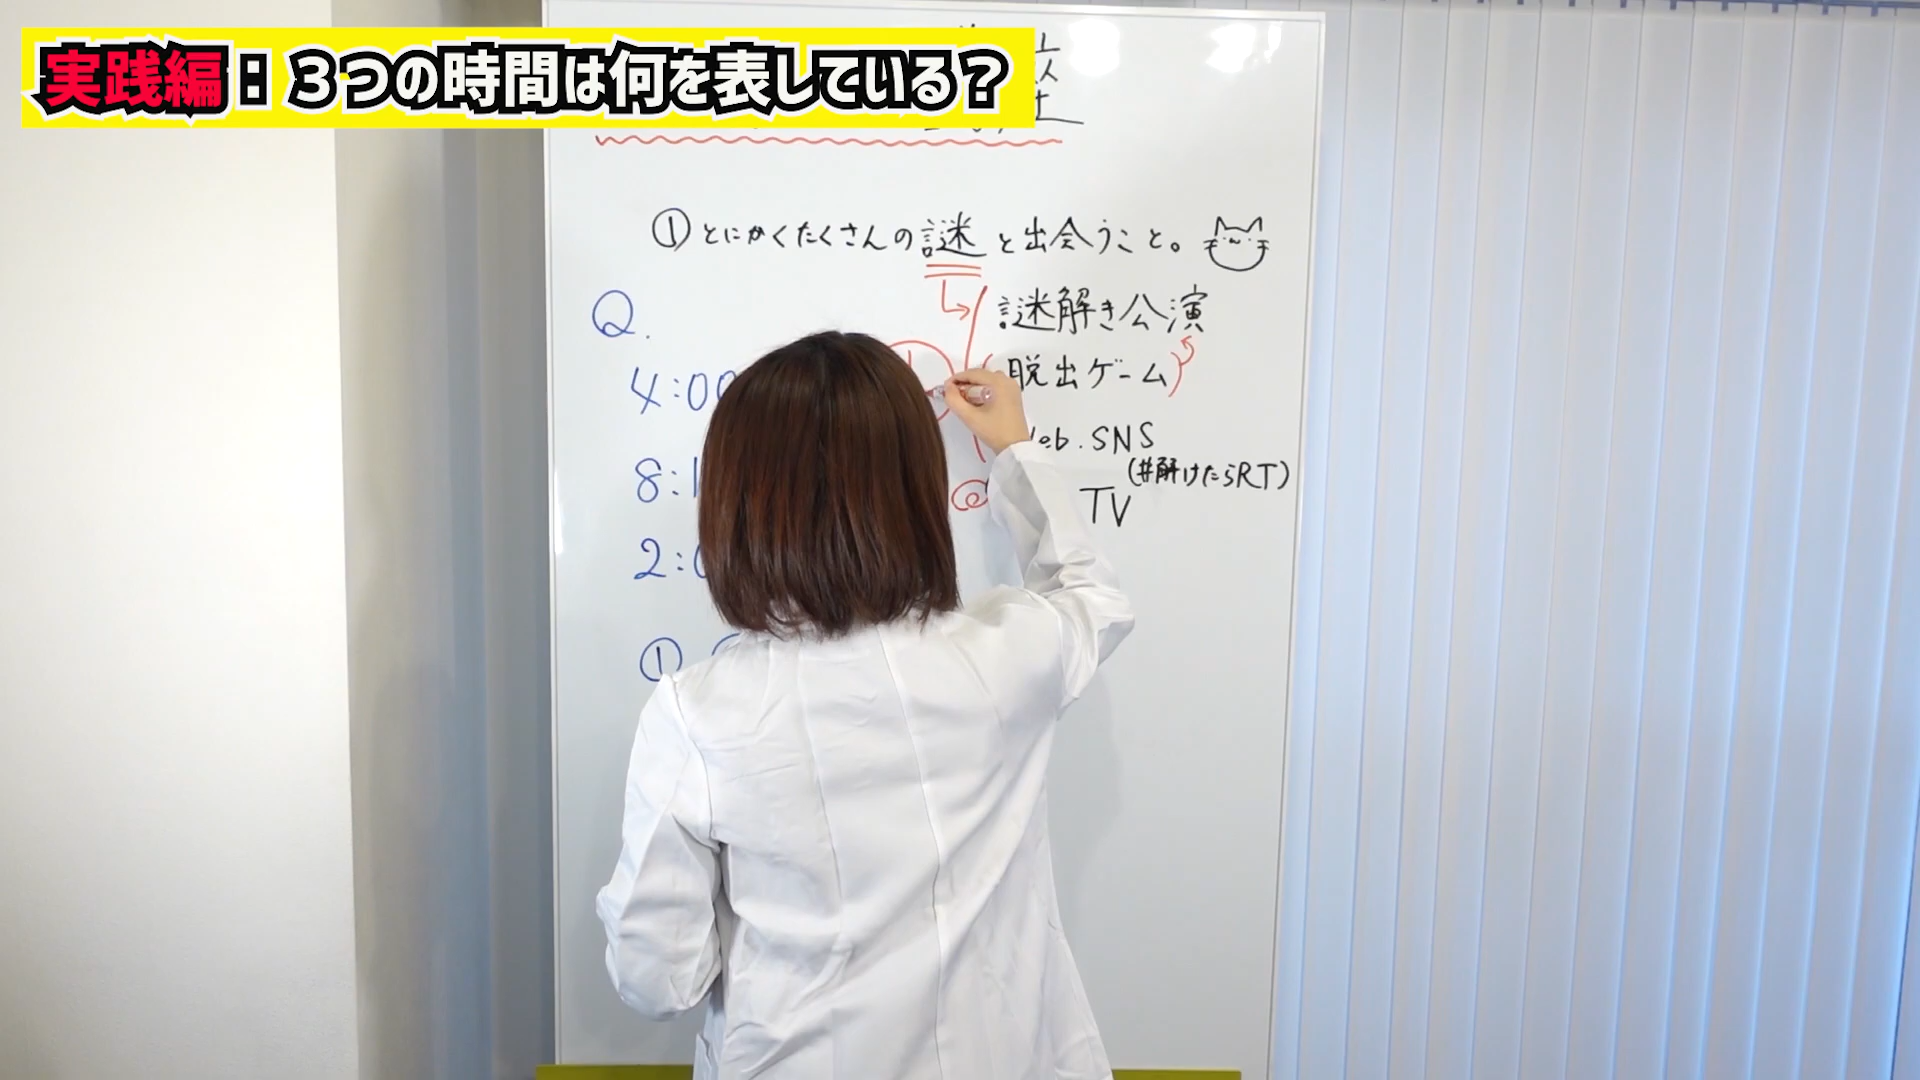 実践編：３つの時間は何を表している？
①とにかくたくさんの謎と出会うこと。
謎解き公演
(脱出ゲーム)
eb. SNS
(#解けたらRT)
TV
Q.
4:00
8:1
2:0
①